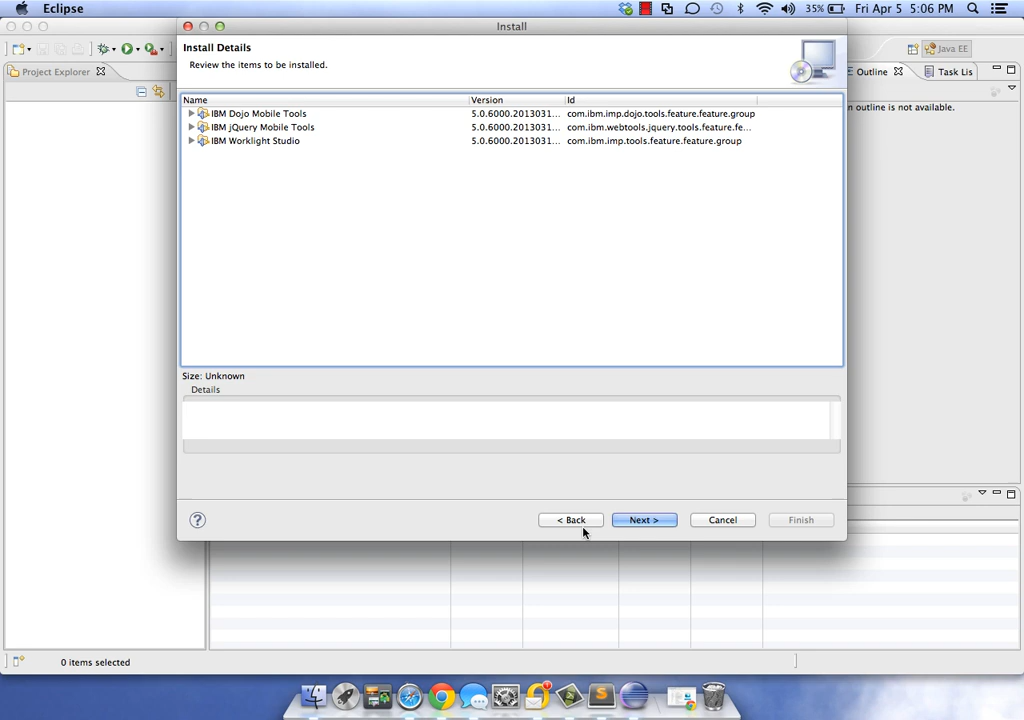 Eclipse
35%
Fri Apr 5 5:06 PM
Install
Install Details
Review the items to be installed.
Java EE
Project Explorer
Outline
Task Lis
n outline is not available.
Name Version Id
IBM Dojo Mobile Tools 5.0.6000.2013031... com.ibm.imp.dojo.tools.feature.feature.group
IBM jQuery Mobile Tools 5.0.6000.2013031... com.ibm.webtools.jquery.tools.feature.fe...
IBM Worklight Studio 5.0.6000.2013031... com.ibm.imp.tools.feature.feature.group
Size: Unknown
Details
?
< Back
Next >
Cancel
Finish
0 items selected